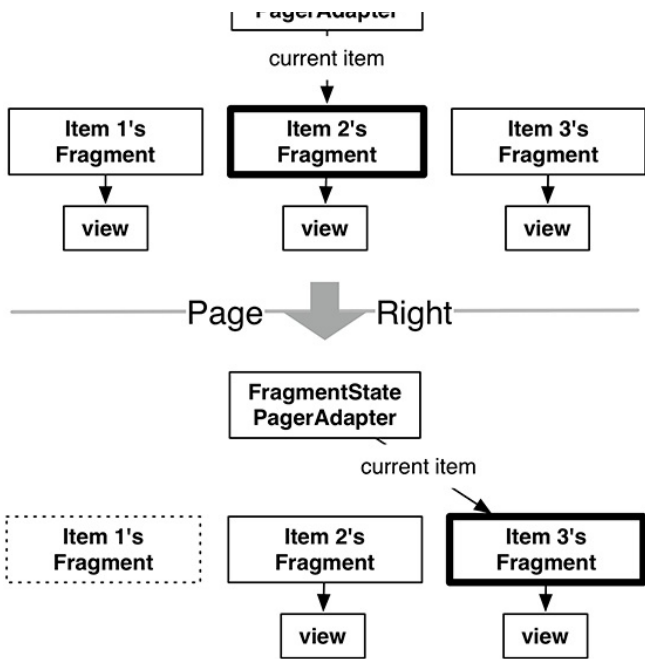 PagerAdapter
current item
Item 1's
Fragment
Item 2's
Fragment
Item 3's
Fragment
view
view
view
Page Right
FragmentState
PagerAdapter
current item
Item 1's
Fragment
Item 2's
Fragment
Item 3's
Fragment
view
view